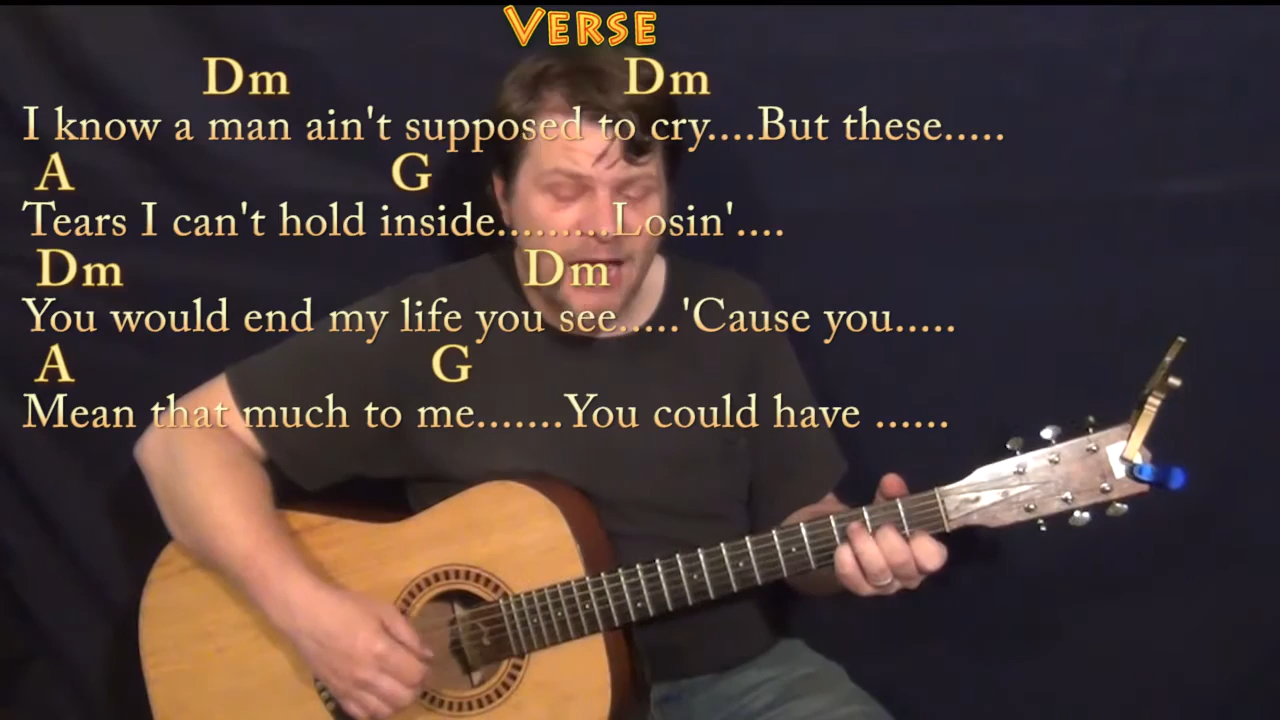 VERSE
Dm Dm
I know a man ain't supposed to cry....But these.....
A G
Tears I can't hold inside.........Losin'....
Dm Dm
You would end my life you see.....'Cause you.....
A G
Mean that much to me.......You could have ......